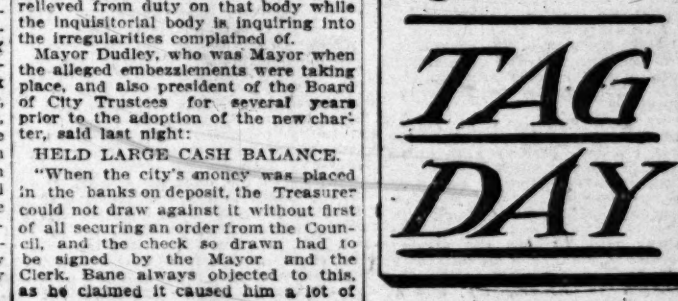 relieved from duty on that body while
the inquisitorial body is inquiring into
the irregularities complained of.
Mayor Dudley, who was Mayor when
the alleged embezzlements were taking
place, and also president of the Board
of City Trustees for several years
prior to the adoption of the new char-
ter, said last night:
HELD LARGE CASH BALANCE.
"When the city's money was placed
in the banks on deposit, the Treasurer
could not draw against it without first
of all securing an order from the Coun-
cil, and the check so drawn had to
be signed by the Mayor and the
Clerk. Bane always objected to this,
as he claimed it caused him a lot of
TAG
DAY